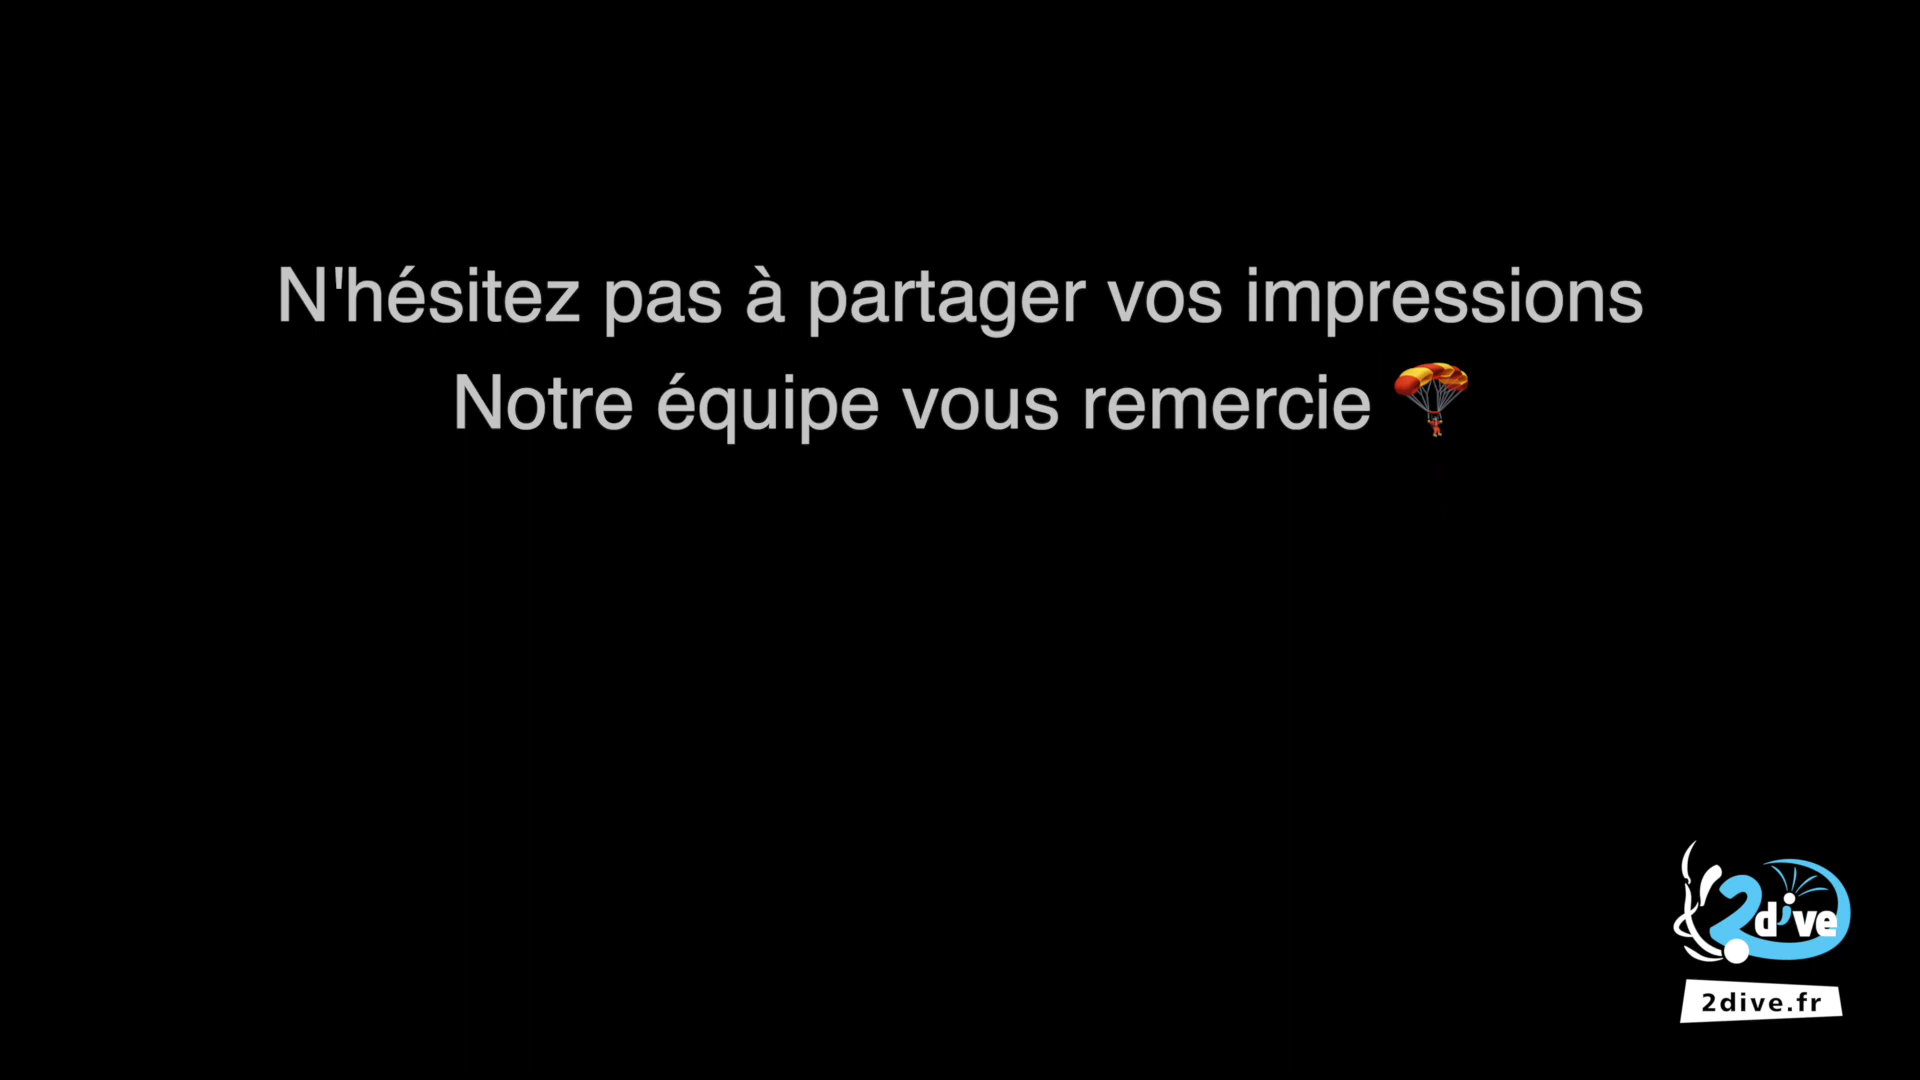 N'hésitez pas à partager vos impressions
Notre équipe vous remercie 🪂
2dive
2dive.fr